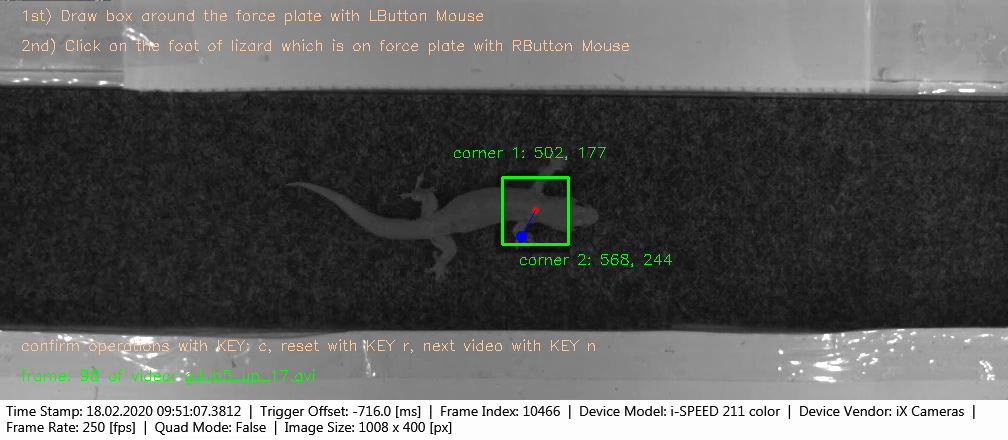 1st) Draw box around the force plate with LButton Mouse
2nd) Click on the foot of lizard which is on force plate with RButton Mouse
corner 1: 502, 177
corner 2: 568, 244
confirm operations with KEY: c, reset with KEY r, next video with KEY n
frame: of video:
Time Stamp: 18.02.2020 09:51:07.3812 | Trigger Offset: -716.0 [ms] | Frame Index: 10466 | Device Model: i-SPEED 211 color | Device Vendor: iX Cameras |
Frame Rate: 250 [fps] | Quad Mode: False | Image Size: 1008 x 400 [px]